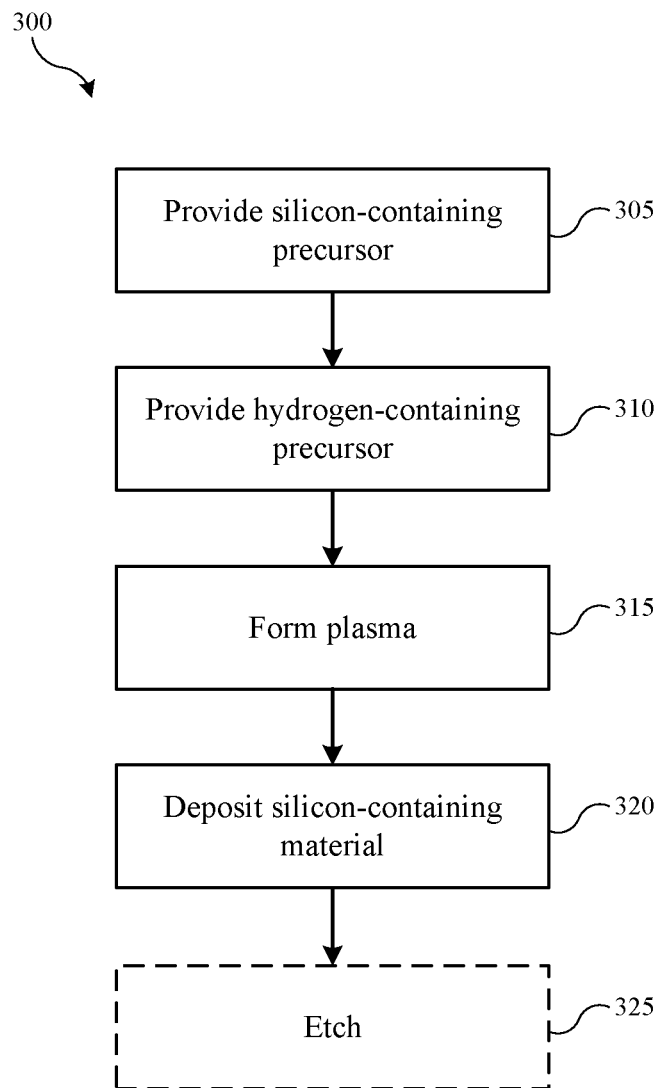 300
Provide silicon-containing
precursor
305
Provide hydrogen-containing
precursor
310
Form plasma
315
Deposit silicon-containing
material
320
Etch
325